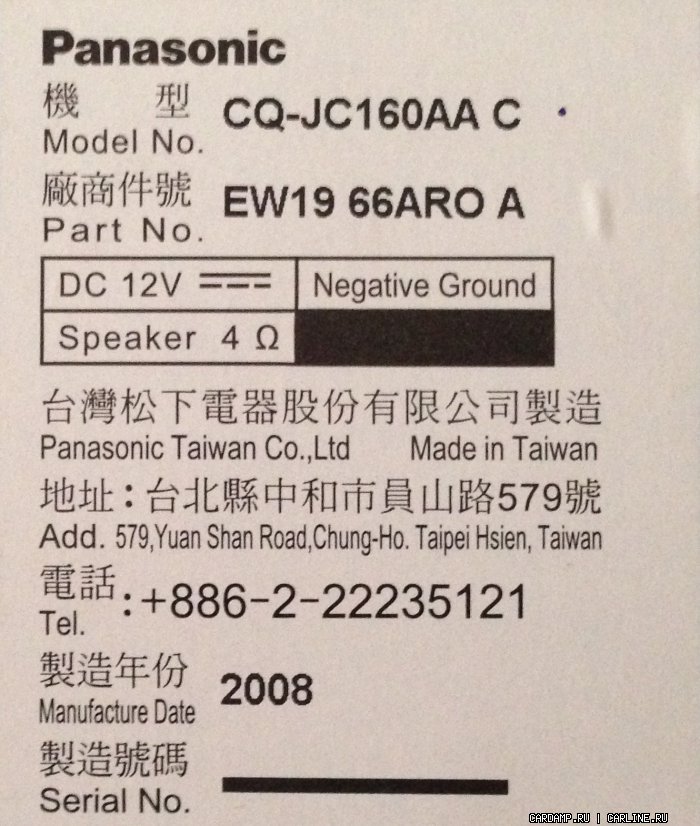 Panasonic
機 型 CQ-JC160AA C
Model No.
廠商件號 EW19 66ARO A
Part No.
DC 12V Negative Ground
Speaker 4 Ω
台灣松下電器股份有限公司製造
Panasonic Taiwan Co.,Ltd Made in Taiwan
地址：台北縣中和市員山路579號
Add. 579,Yuan Shan Road,Chung-Ho. Taipei Hsien, Taiwan
電話
Tel. :+886-2-22235121
製造年份 2008
Manufacture Date
製造號碼
Serial No.
CARDAMP.RU | CARLINE.RU